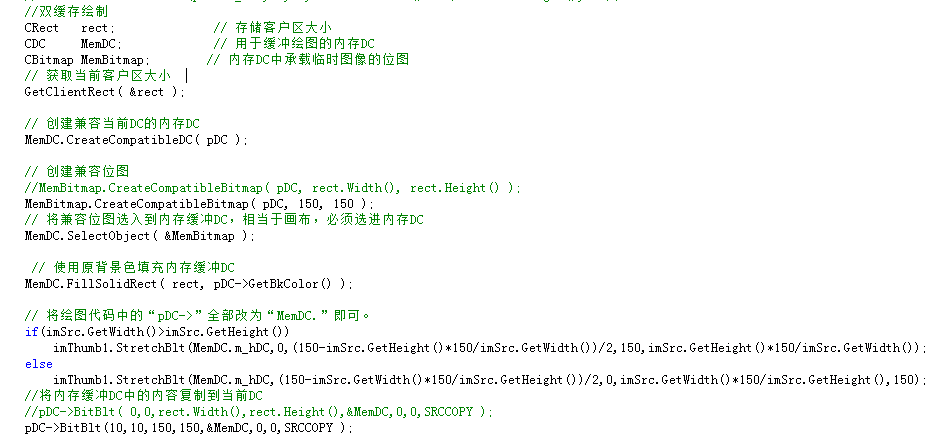 //双缓存绘制
CRect   rect;              // 存储客户区大小
CDC     MemDC;             // 用于缓冲绘图的内存DC
CBitmap MemBitmap;        // 内存DC中承载临时图像的位图
// 获取当前客户区大小
GetClientRect( &rect );
// 创建兼容当前DC的内存DC
MemDC.CreateCompatibleDC( pDC );
// 创建兼容位图
//MemBitmap.CreateCompatibleBitmap( pDC, rect.Width(), rect.Height() );
MemBitmap.CreateCompatibleBitmap( pDC, 150, 150 );
// 将兼容位图选入到内存缓冲DC，相当于画布，必须选进内存DC
MemDC.SelectObject( &MemBitmap );
// 使用原背景色填充内存缓冲DC
MemDC.FillSolidRect( rect, pDC->GetBkColor() );
// 将绘图代码中的“pDC->”全部改为“MemDC.”即可。
if(imSrc.GetWidth()>imSrc.GetHeight())
imThumb1.StretchBlt(MemDC.m_hDC,0,(150-imSrc.GetHeight()*150/imSrc.GetWidth())/2,150,imSrc.GetHeight()*150/imSrc.GetWidth());
else
imThumb1.StretchBlt(MemDC.m_hDC,(150-imSrc.GetWidth()*150/imSrc.GetHeight())/2,0,imSrc.GetWidth()*150/imSrc.GetHeight(),150);
//将内存缓冲DC中的内容复制到当前DC
//pDC->BitBlt( 0,0,rect.Width(),rect.Height(),&MemDC,0,0,SRCCOPY );
pDC->BitBlt(10,10,150,150,&MemDC,0,0,SRCCOPY );